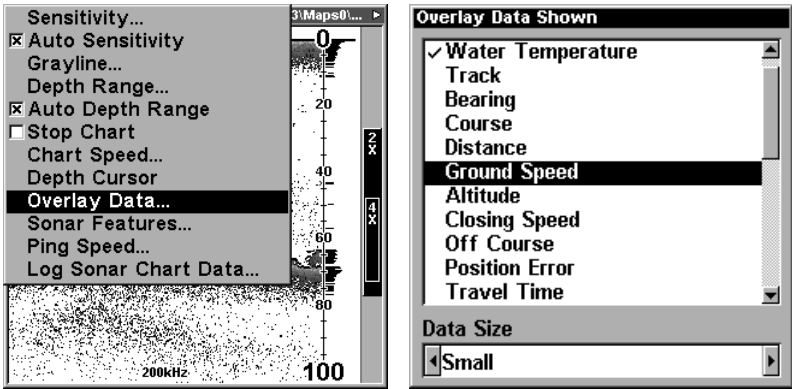 Sensitivity...
3\Maps0\...
Auto Sensitivity
Grayline...
Depth Range...
Auto Depth Range
Stop Chart
Chart Speed...
Depth Cursor
Overlay Data...
Sonar Features...
Ping Speed...
Log Sonar Chart Data...
0
20
40
60
80
100
2x
4x
200kHz
Overlay Data Shown
Water Temperature
Track
Bearing
Course
Distance
Ground Speed
Altitude
Closing Speed
Off Course
Position Error
Travel Time
Data Size
Small